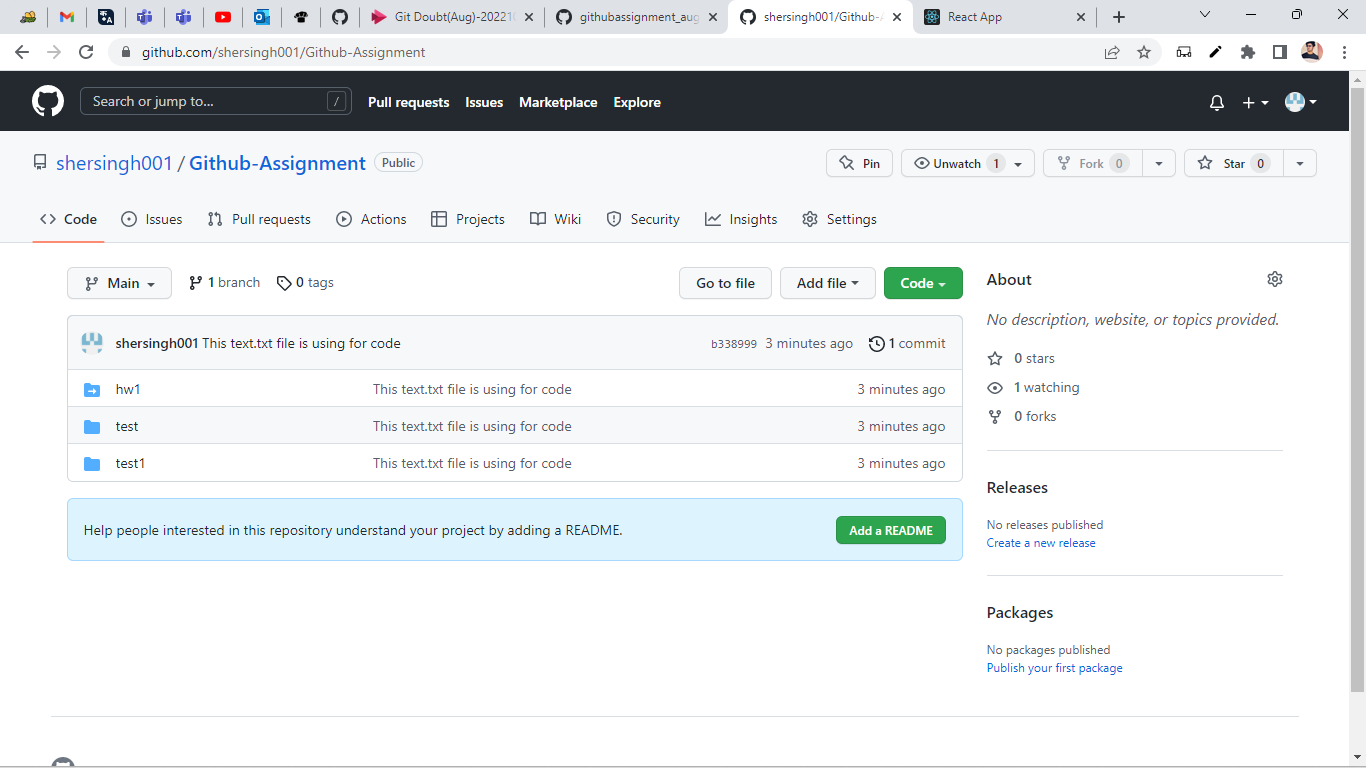 Git Doubt(Aug)-20221 githubassignment_aug shersingh001/Github-A React App
github.com/shersingh001/Github-Assignment
Search or jump to... / Pull requests Issues Marketplace Explore
shersingh001 / Github-Assignment Public Pin Unwatch 1 Fork 0 Star 0
Code Issues Pull requests Actions Projects Wiki Security Insights Settings
Main 1 branch 0 tags Go to file Add file Code
shersingh001 This text.txt file is using for code b338999 3 minutes ago 1 commit
hw1 This text.txt file is using for code 3 minutes ago
test This text.txt file is using for code 3 minutes ago
test1 This text.txt file is using for code 3 minutes ago
Help people interested in this repository understand your project by adding a README. Add a README
About
No description, website, or topics provided.
0 stars
1 watching
0 forks
Releases
No releases published
Create a new release
Packages
No packages published
Publish your first package